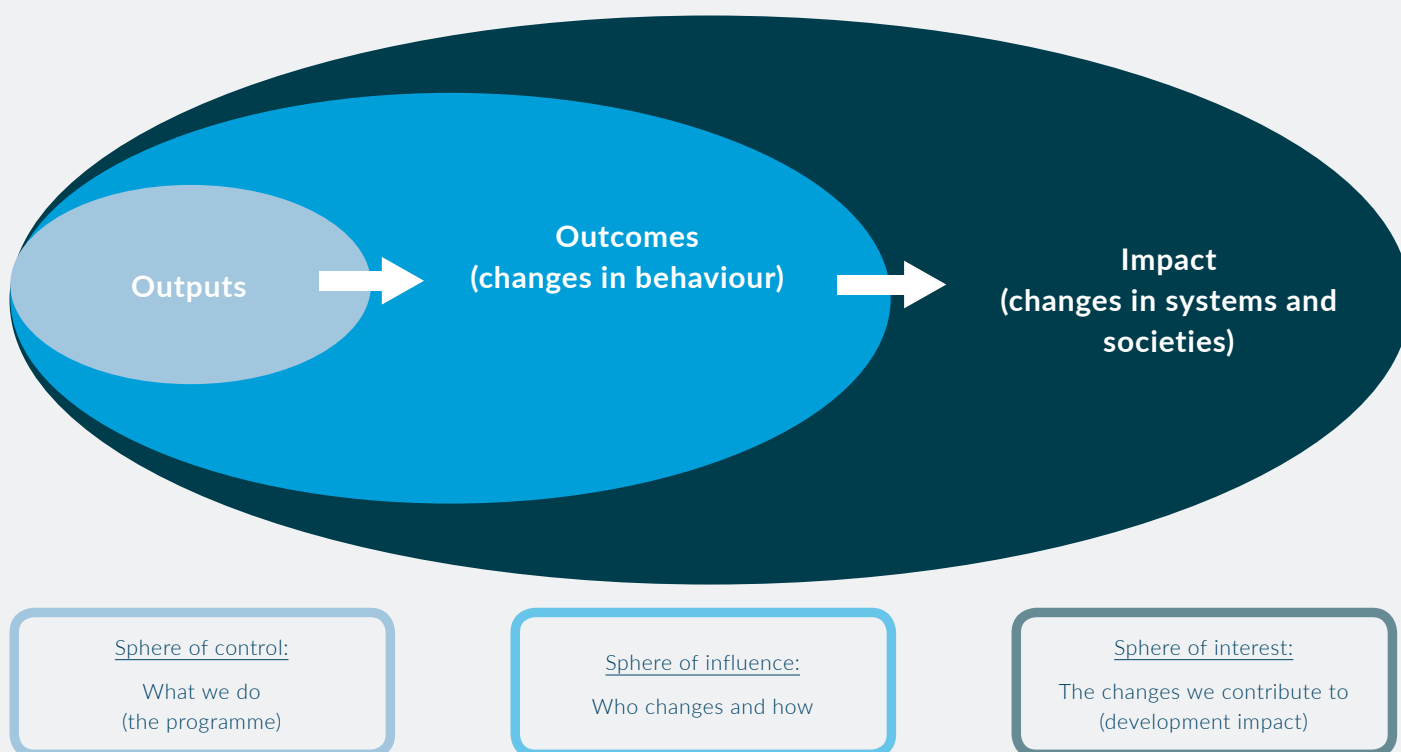 Outputs
Outcomes
(changes in behaviour)
Impact
(changes in systems and
societies)
Sphere of control:
What we do
(the programme)
Sphere of influence:
Who changes and how
Sphere of interest:
The changes we contribute to
(development impact)